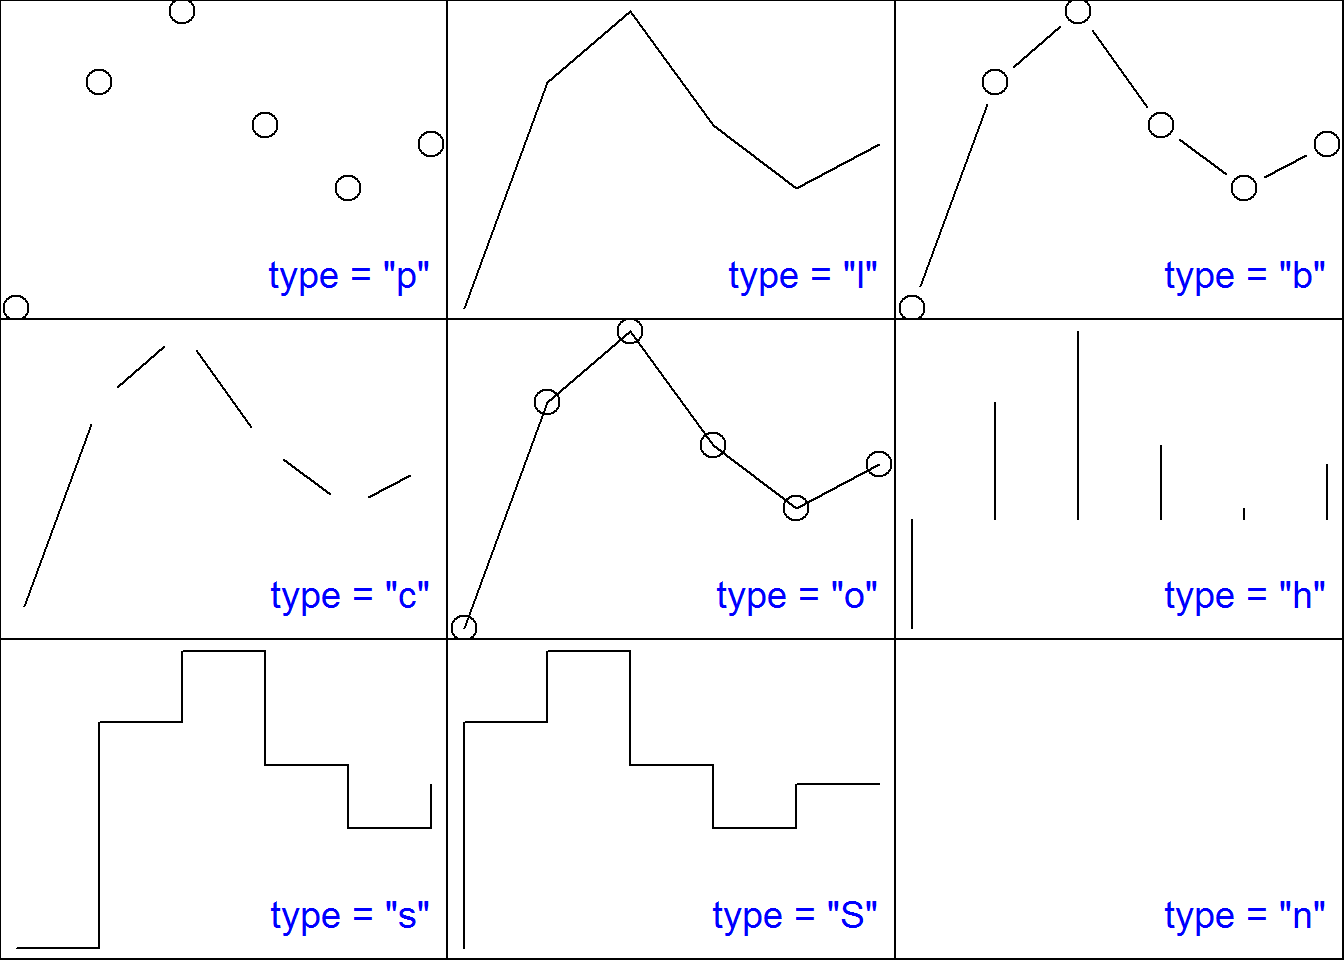 type = "p"
type = "l"
type = "b"
type = "c"
type = "o"
type = "h"
type = "s"
type = "S"
type = "n"